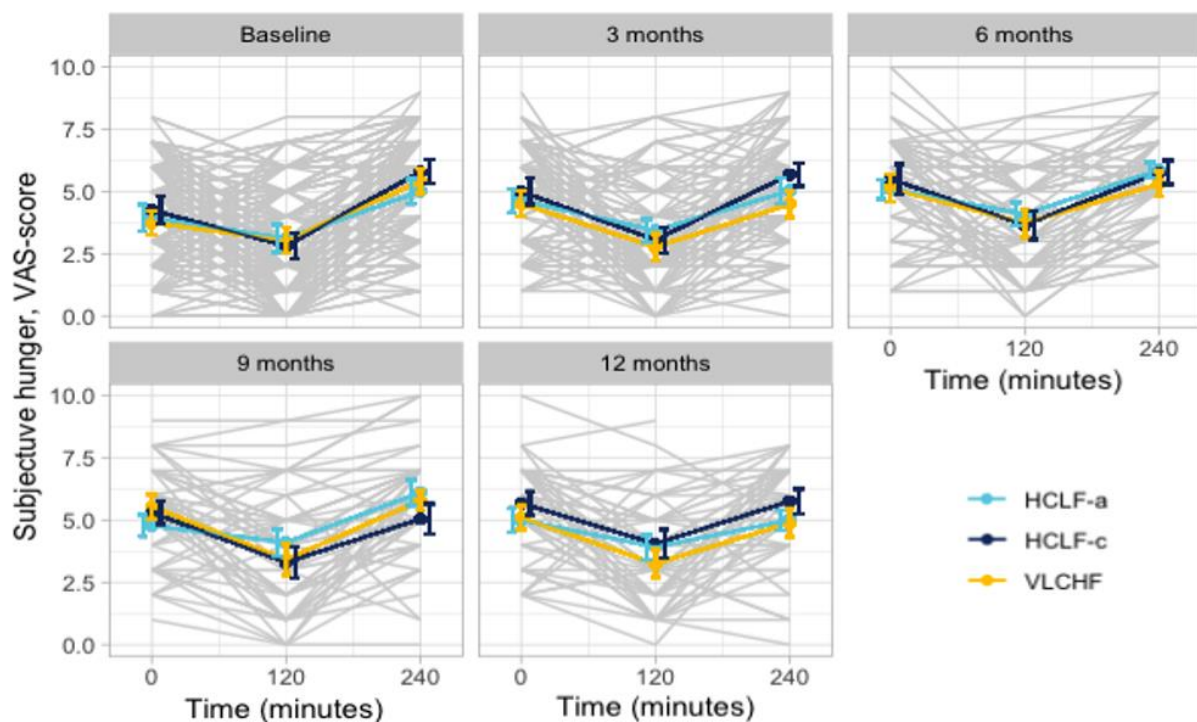 Baseline
3 months
6 months
Subjective hunger, VAS-score
10.0
7.5
5.0
2.5
0.0
0 120 240
Time (minutes)
9 months
12 months
10.0
7.5
5.0
2.5
0.0
0 120 240
0 120 240
Time (minutes)
Time (minutes)
HCLF-a
HCLF-c
VLCHF